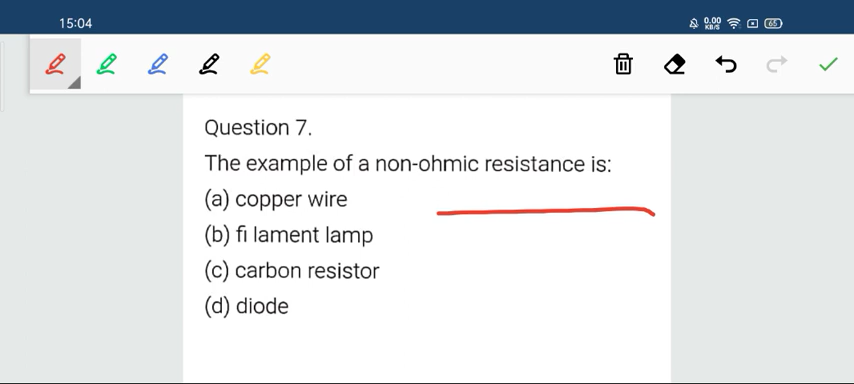 15:04
0.00
KB/S
65
Question 7.
The example of a non-ohmic resistance is:
(a) copper wire
(b) fi lament lamp
(c) carbon resistor
(d) diode